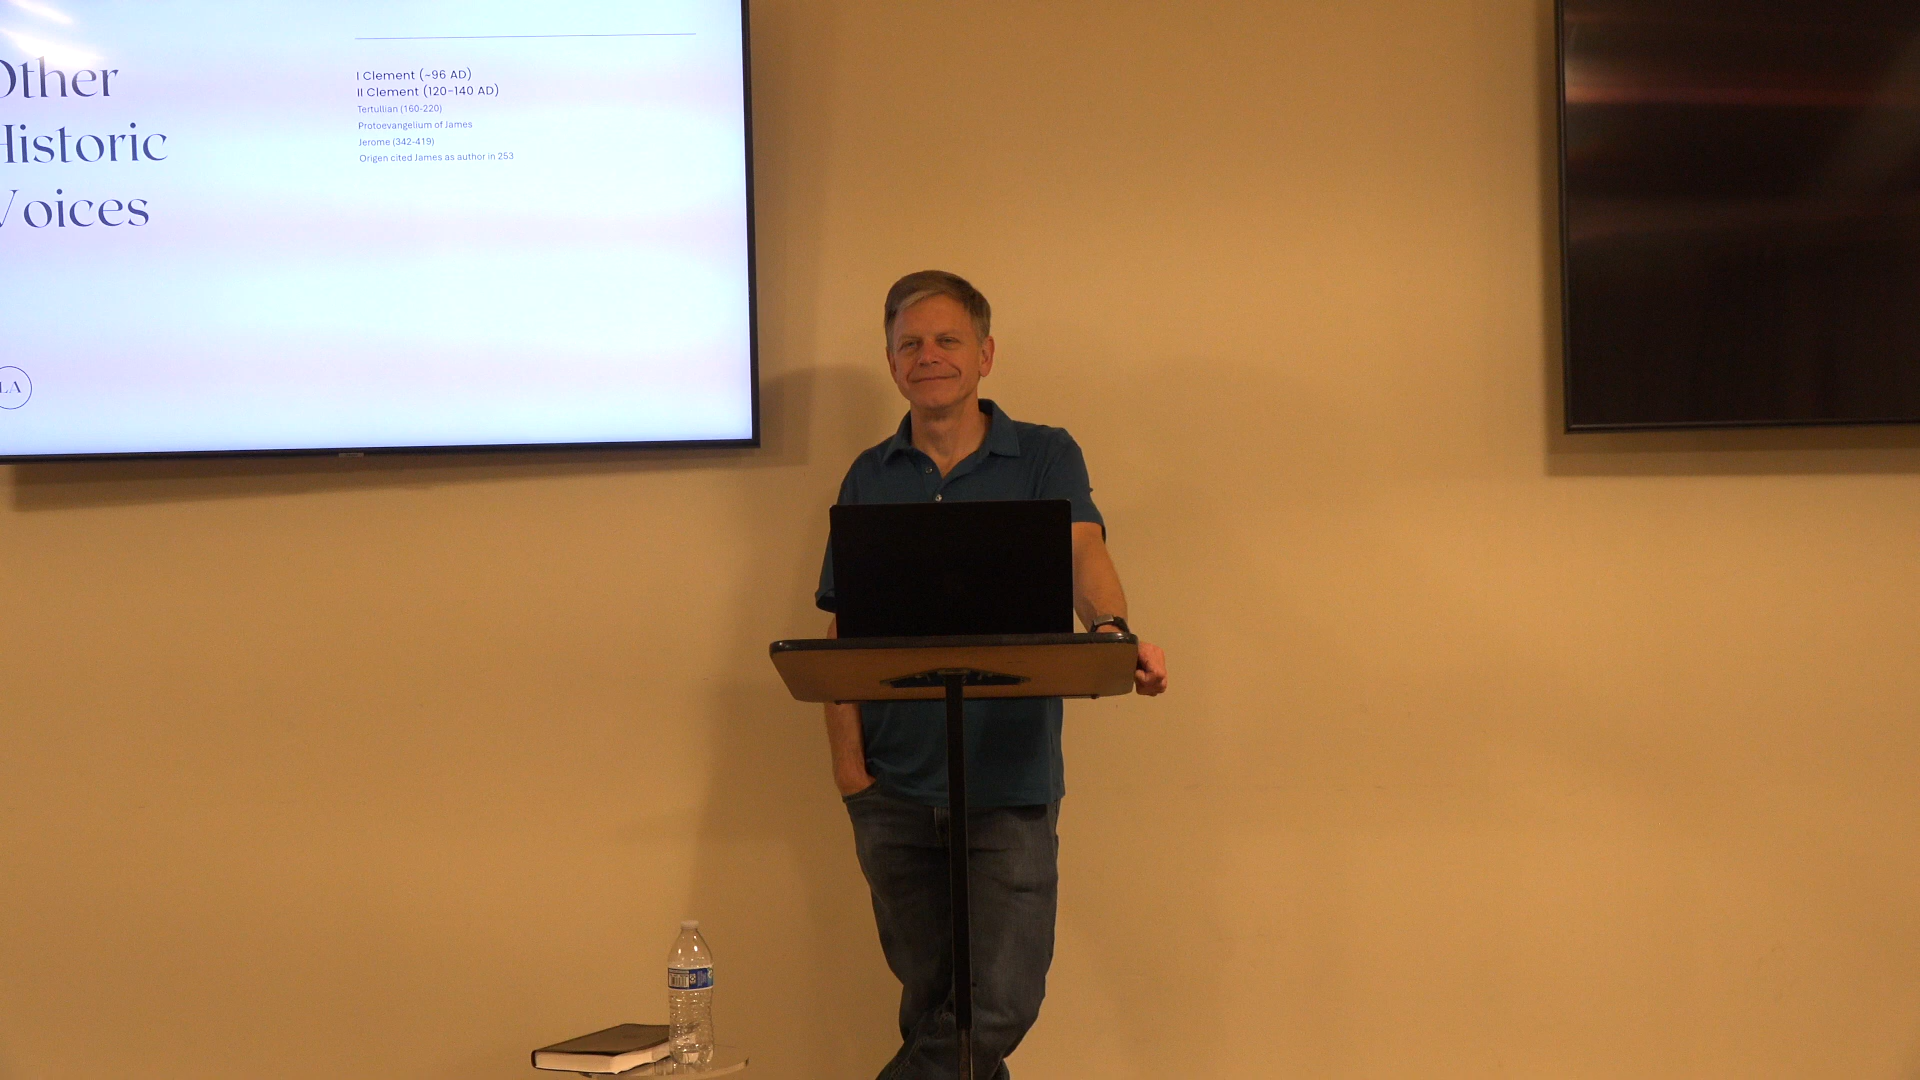 Other
Historic
Voices
I Clement (~96 AD)
II Clement (120-140 AD)
Tertullian (160-220)
Protoevangelium of James
Jerome (342-419)
Origen cited James as author in 253
LA